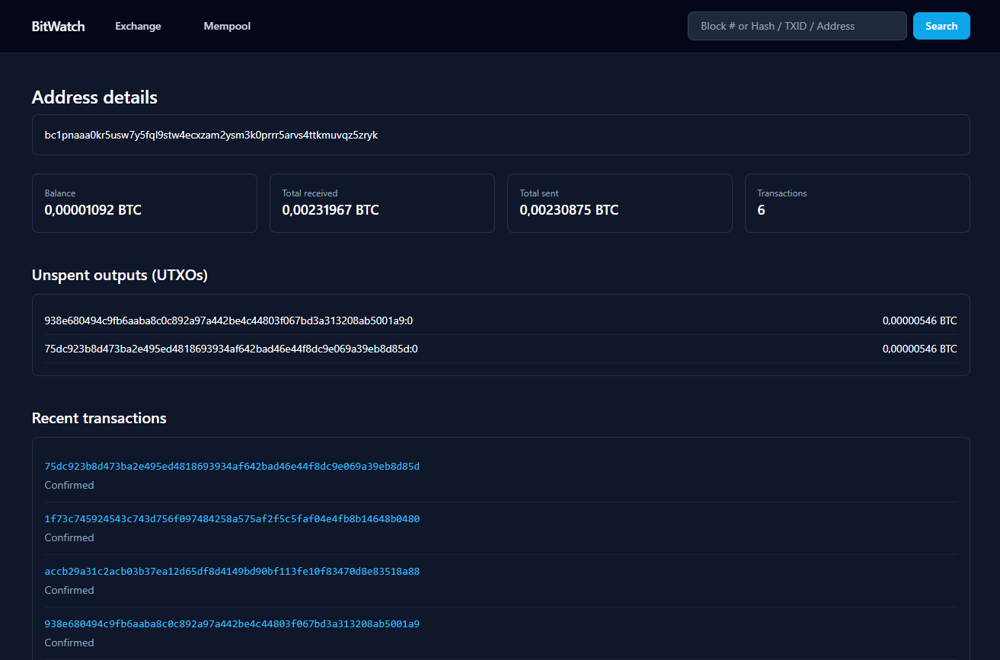 BitWatch Exchange Mempool Block # or Hash / TXID / Address Search
Address details
bc1pnaaa0kr5usw7y5fql9stw4ecxzam2ysm3k0prrr5arvs4ttkmuvqz5zryk
Balance
0,00001092 BTC
Total received
0,00231967 BTC
Total sent
0,00230875 BTC
Transactions
6
Unspent outputs (UTXOs)
938e680494c9fb6aaba8c0c892a97a442be4c44803f067bd3a313208ab5001a9:0 0,00000546 BTC
75dc923b8d473ba2e495ed4818693934af642bad46e44f8dc9e069a39eb8d85d:0 0,00000546 BTC
Recent transactions
75dc923b8d473ba2e495ed4818693934af642bad46e44f8dc9e069a39eb8d85d
Confirmed
1f73c745924543c743d756f097484258a575af2f5c5faf04e4fb8b14648b0480
Confirmed
accb29a31c2acb03b37ea12d65df8d4149bd90bf113fe10f83470d8e83518a88
Confirmed
938e680494c9fb6aaba8c0c892a97a442be4c44803f067bd3a313208ab5001a9
Confirmed